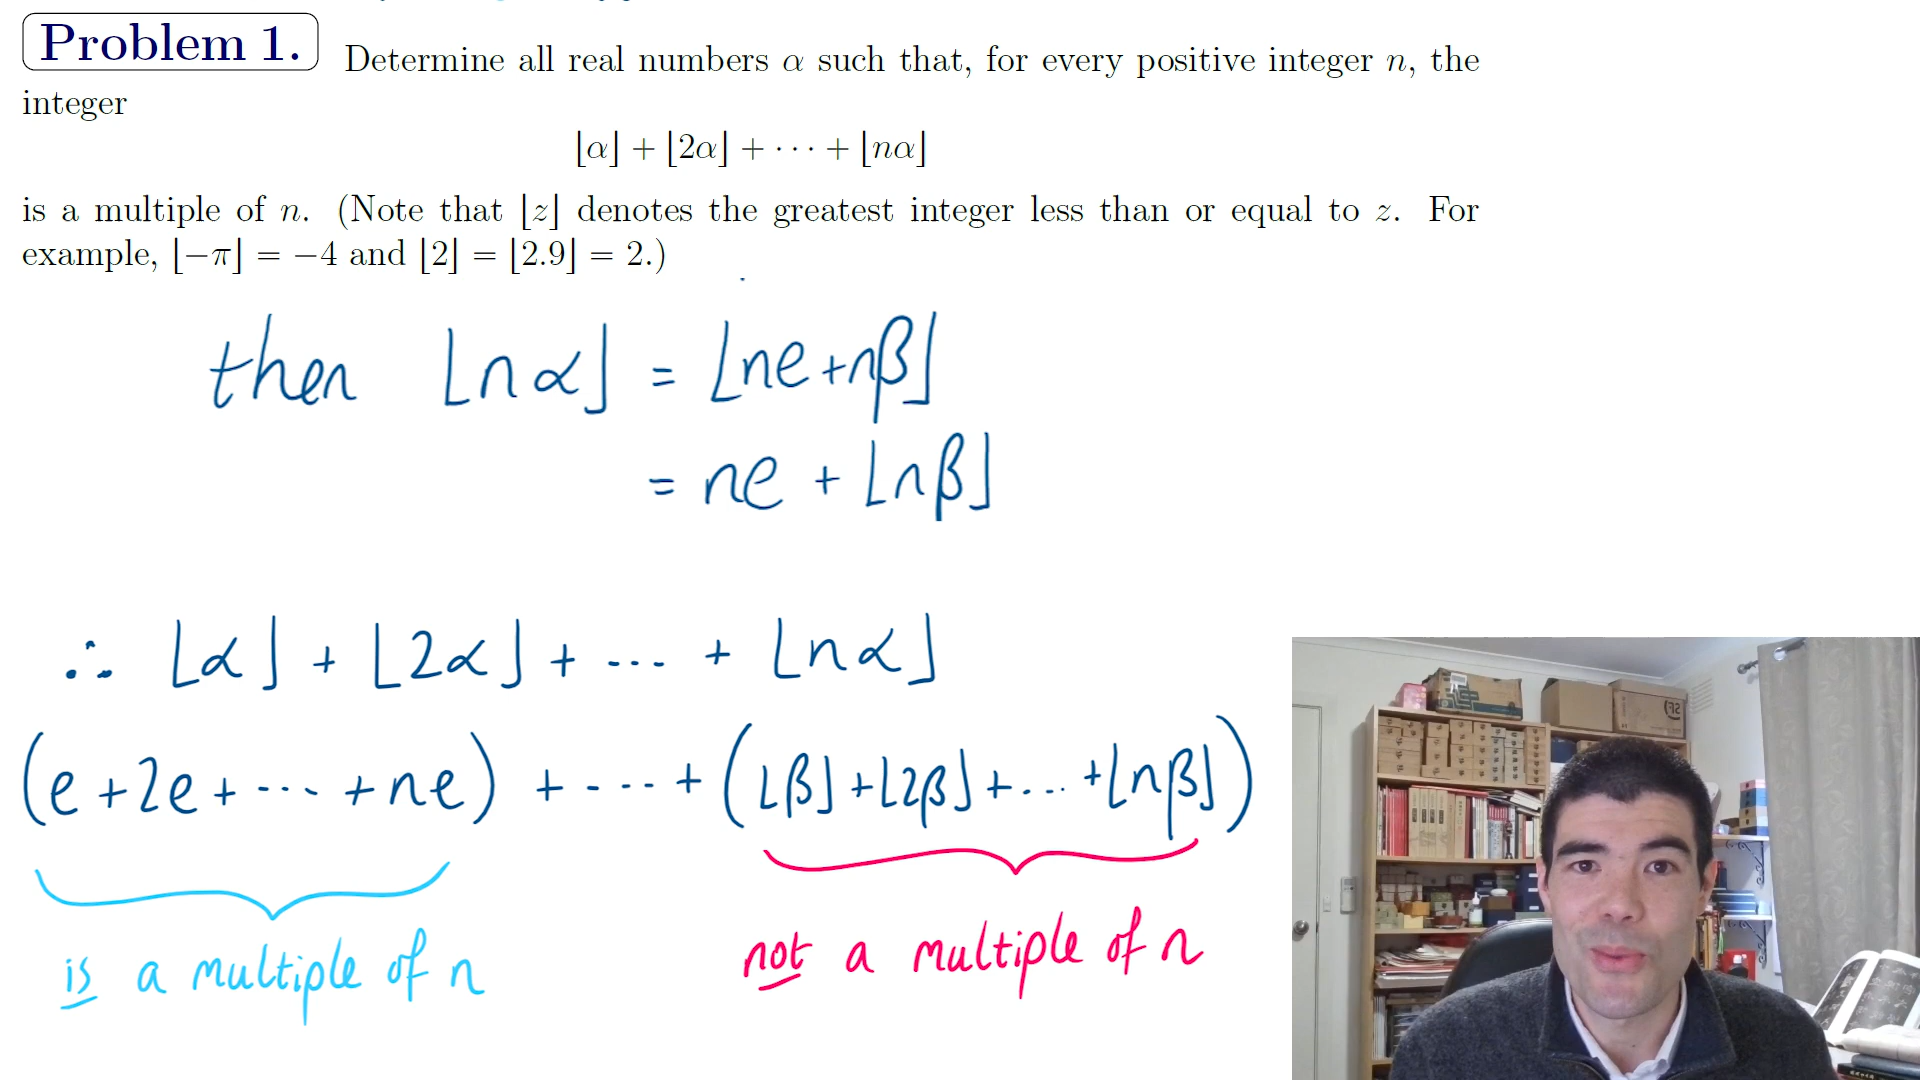 Problem 1. Determine all real numbers α such that, for every positive integer n, the
integer
⌊α⌋ + ⌊2α⌋ + ··· + ⌊nα⌋
is a multiple of n. (Note that ⌊z⌋ denotes the greatest integer less than or equal to z. For
example, ⌊−π⌋ = −4 and ⌊2⌋ = ⌊2.9⌋ = 2.)
then ⌊nα⌋ = ⌊ne+nβ⌋
= ne + ⌊nβ⌋
∴ ⌊α⌋ + ⌊2α⌋ + ... + ⌊nα⌋
(e+2e+ ... +ne) + ... + (⌊β⌋+⌊2β⌋+...+⌊nβ⌋)
is a multiple of n
not a multiple of n